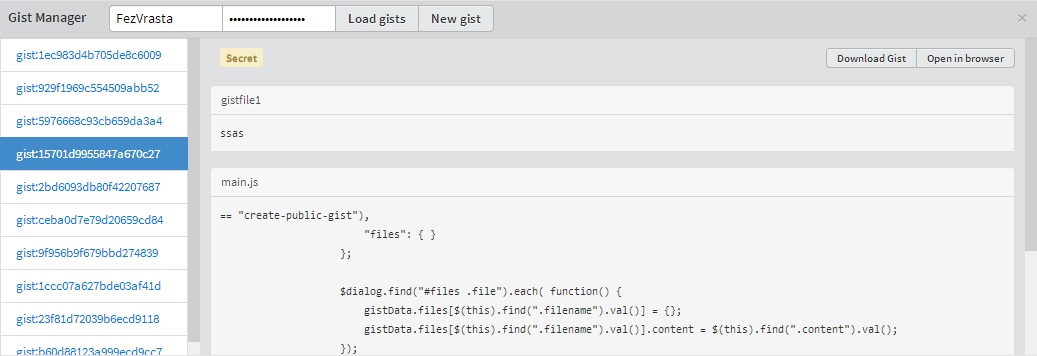 Gist Manager FezVrasta ••••••••••••••••••• Load gists New gist ×
gist:1ec983d4b705de8c6009
gist:929f1969c554509abb52
gist:5976668c93cb659da3a4
gist:15701d9955847a670c27
gist:2bd6093db80f42207687
gist:ceba0d7e79d20659cd84
gist:9f956b9f679bbd274839
gist:1ccc07a627bde03af41d
gist:23f81d72039b6ecd9118
gist:b60d88123a999ecd9cc7
Secret Download Gist Open in browser
gistfile1
ssas
main.js
== "create-public-gist"),
"files": { }
};
$dialog.find("#files .file").each( function() {
gistData.files[$(this).find(".filename").val()] = {};
gistData.files[$(this).find(".filename").val()].content = $(this).find(".content").val();
});